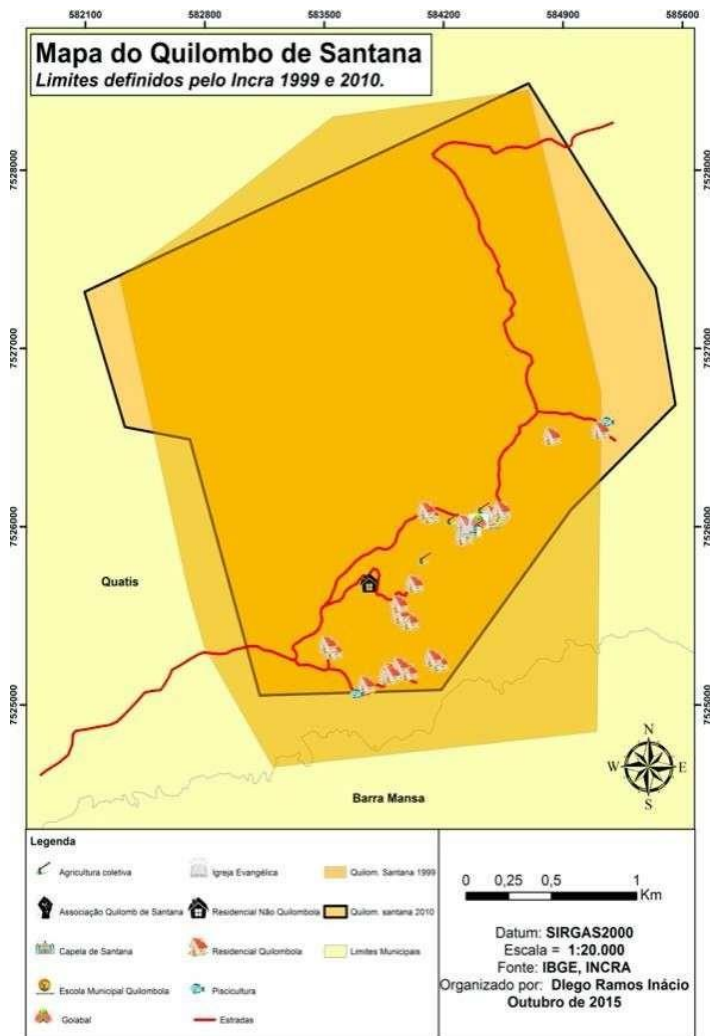 582100 582800 583500 584200 584900 585600
Mapa do Quilombo de Santana
Limites definidos pelo Incra 1999 e 2010.
7528000 7528000
7527000 7527000
7526000 7526000
Quatis
7525000 7525000
N
W E
S
Barra Mansa
Legenda
Agricultura coletiva
Igreja Evangélica
Quilom. Santana 1999
Associação Quilomb de Santana
Residencial Não Quilombola
Quilom. santana 2010
Capela de Santana
Residencial Quilombola
Limites Municipais
Escola Municipal Quilombola
Piscicultura
Goiabal
Estradas
0 0,25 0,5 1
Km
Datum: SIRGAS2000
Escala = 1:20.000
Fonte: IBGE, INCRA
Organizado por: DIego Ramos Inácio
Outubro de 2015